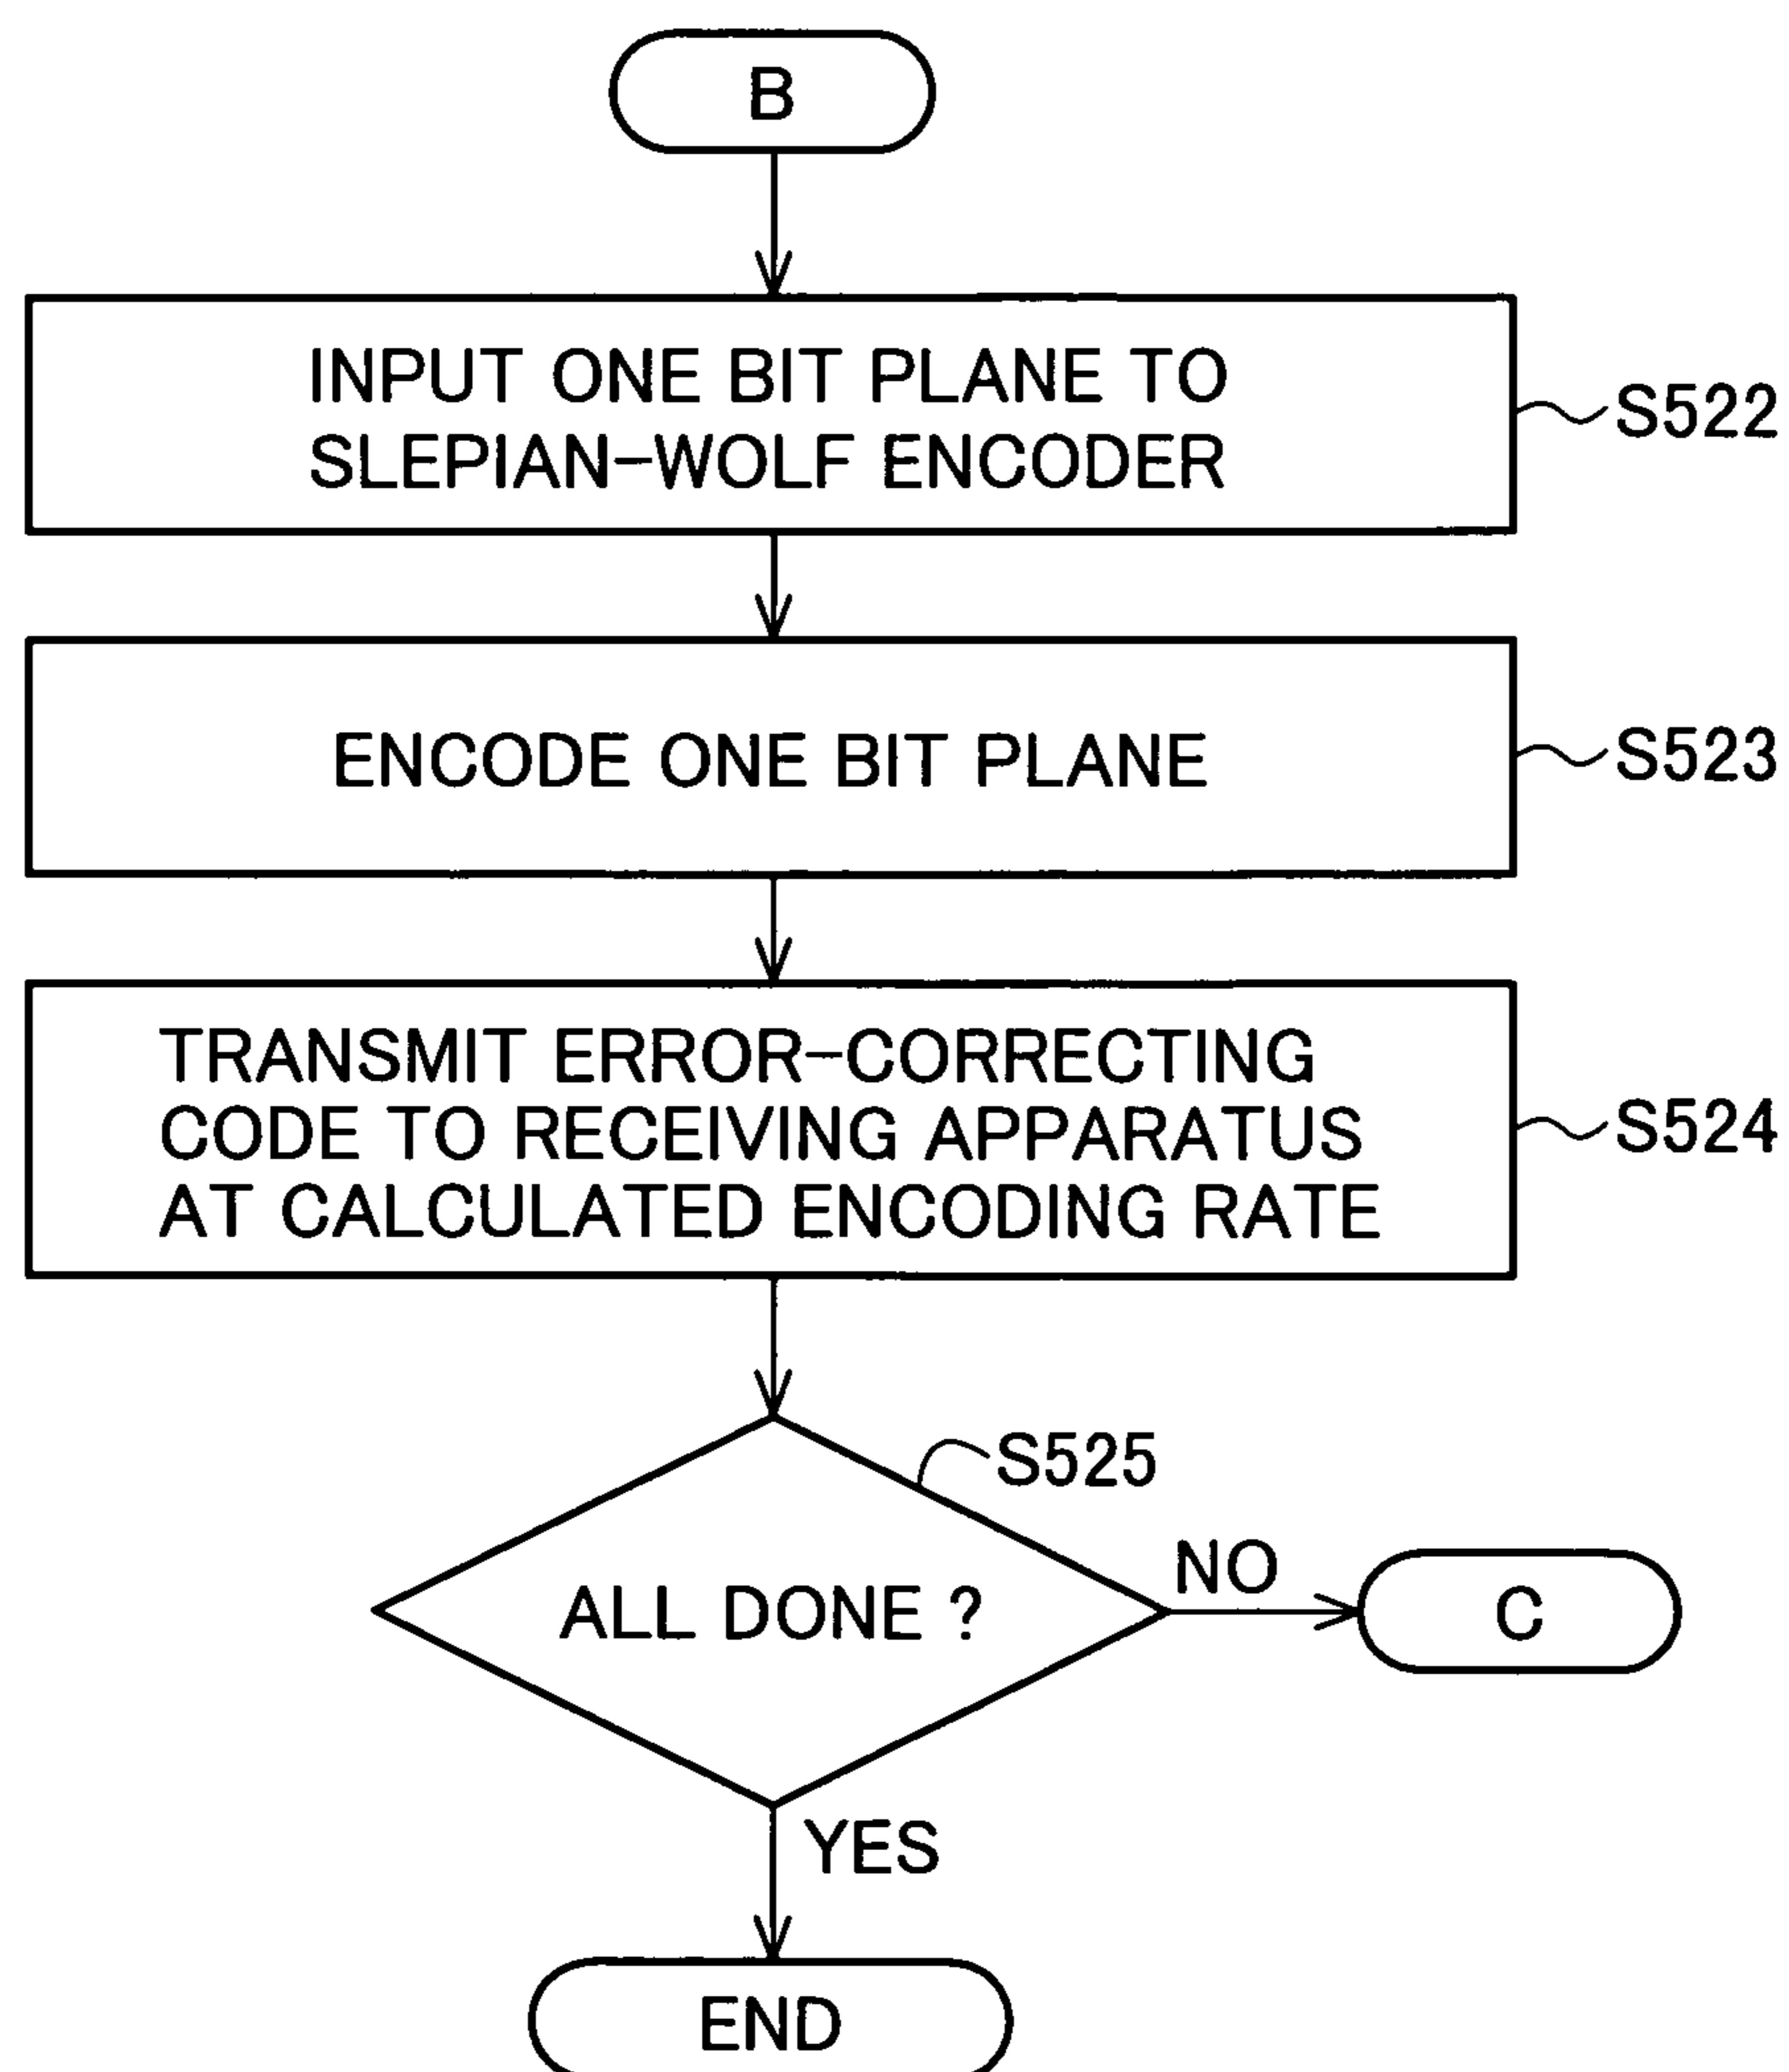 B
INPUT ONE BIT PLANE TO
SLEPIAN-WOLF ENCODER
S522
ENCODE ONE BIT PLANE
S523
TRANSMIT ERROR-CORRECTING
CODE TO RECEIVING APPARATUS
AT CALCULATED ENCODING RATE
S524
S525
ALL DONE ?
NO
C
YES
END